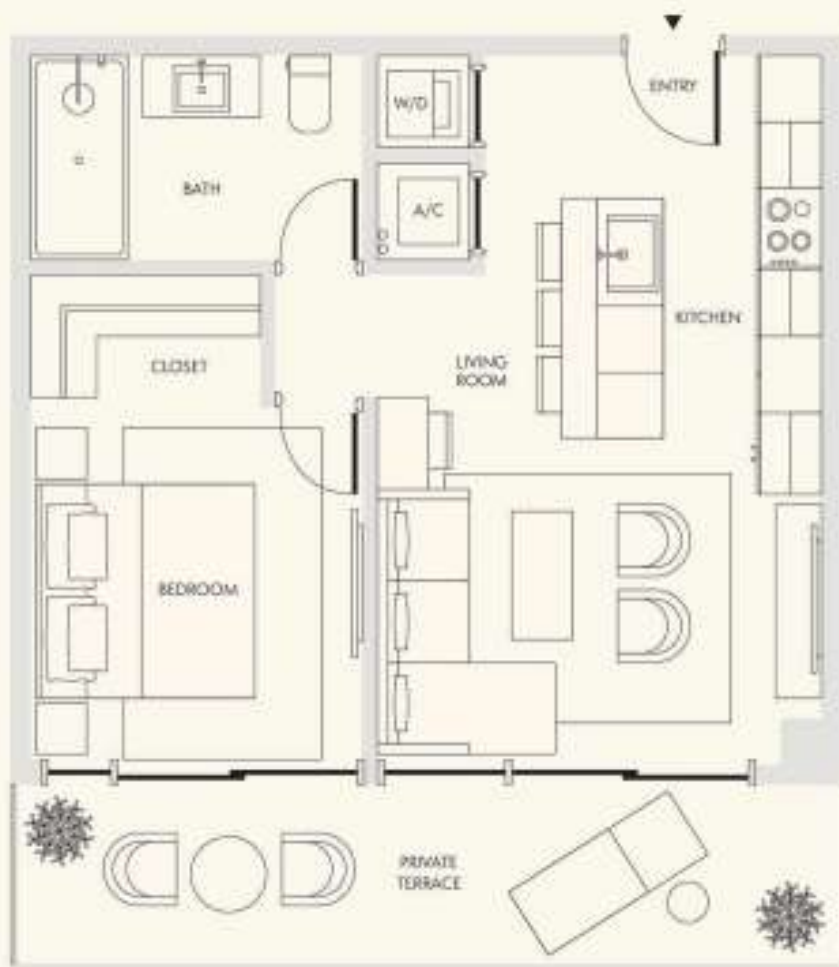 ENTRY
W/D
BATH
A/C
KITCHEN
CLOSET
LIVING
ROOM
BEDROOM
PRIVATE
TERRACE